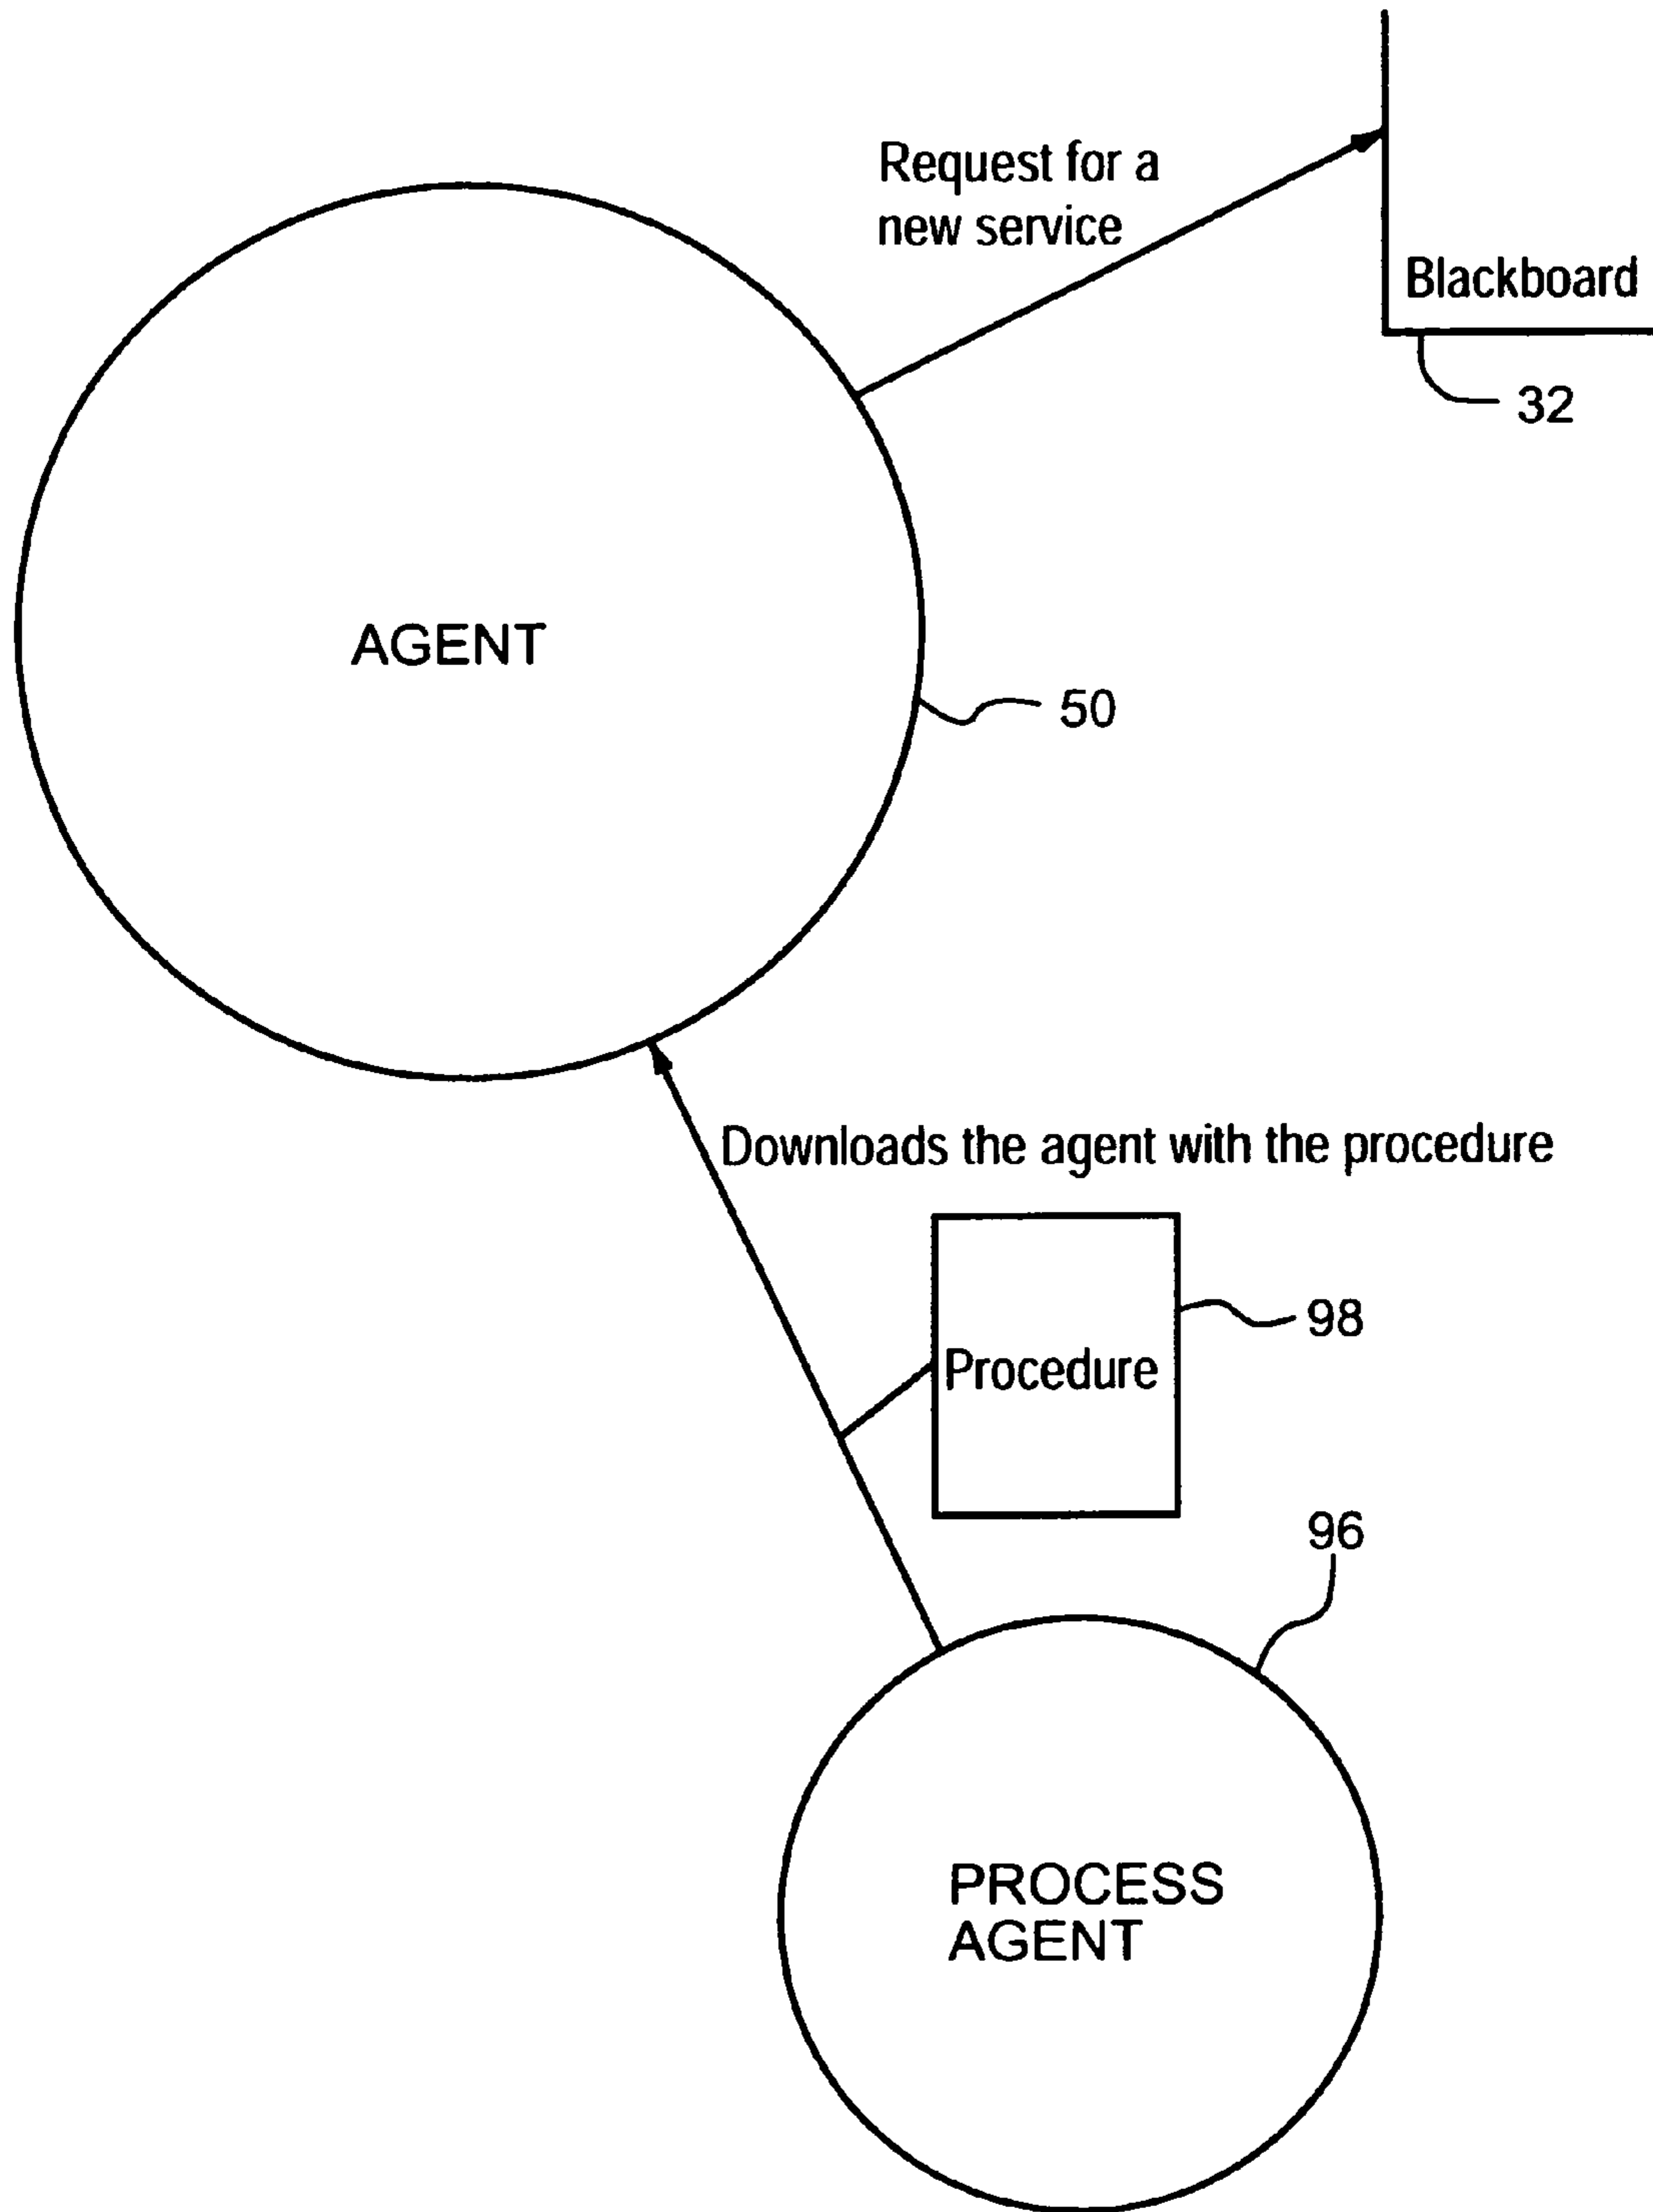 Request for a
new service
Blackboard
32
AGENT
50
Downloads the agent with the procedure
98
Procedure
96
PROCESS
AGENT